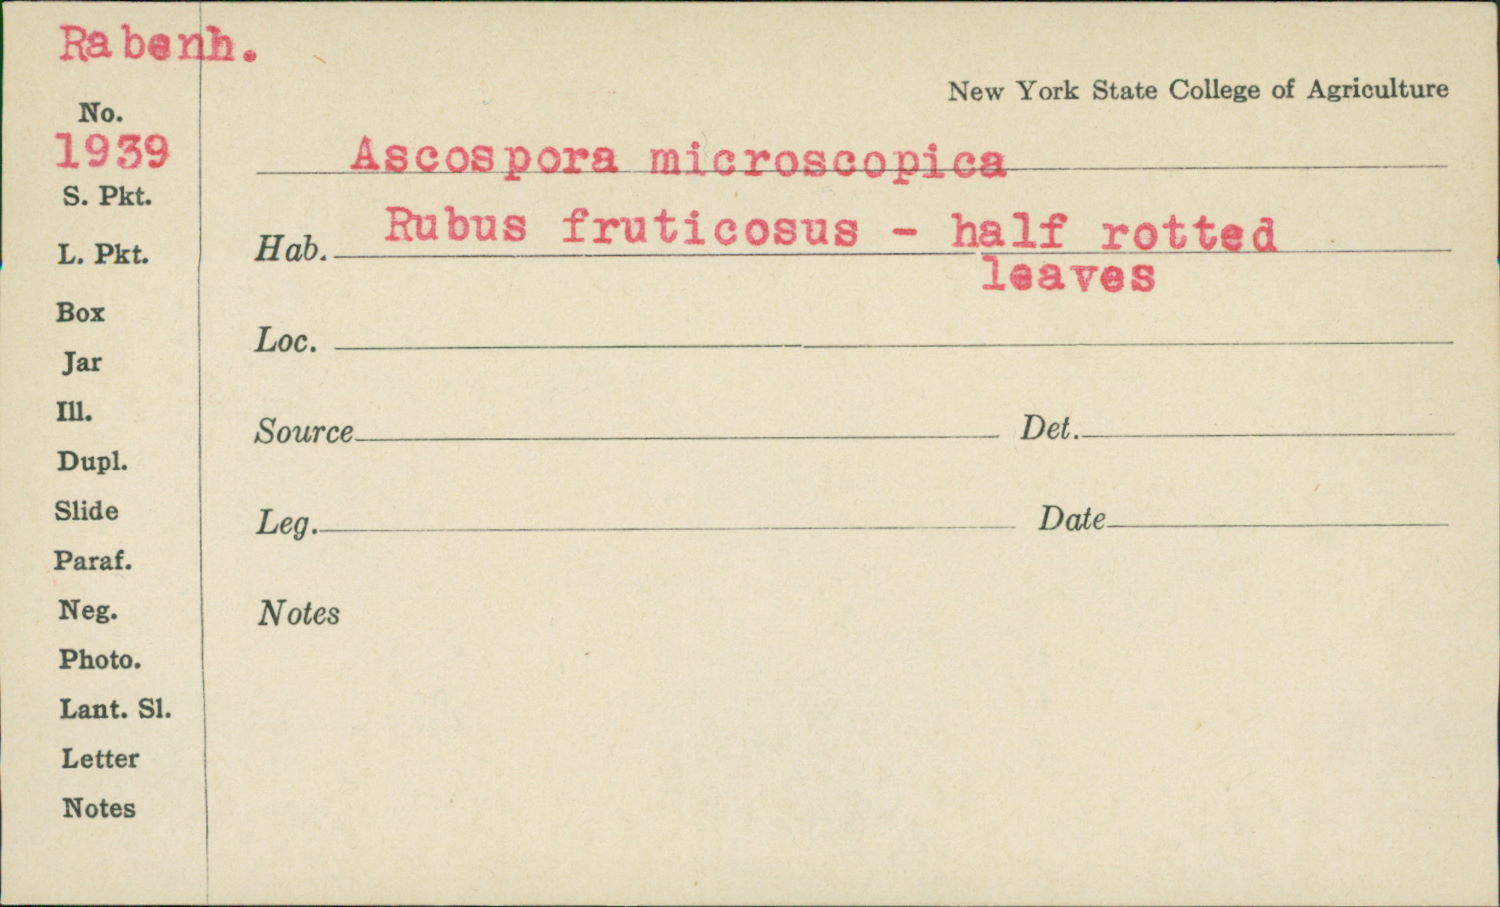 Rabenh.
New York State College of Agriculture
No.
1939
Ascospora microscopica
S. Pkt.
Hab. Rubus fruticosus - half rotted
leaves
L. Pkt.
Box
Loc.
Jar
Ill.
Source Det.
Dupl.
Slide
Leg. Date
Paraf.
Neg.
Notes
Photo.
Lant. Sl.
Letter
Notes